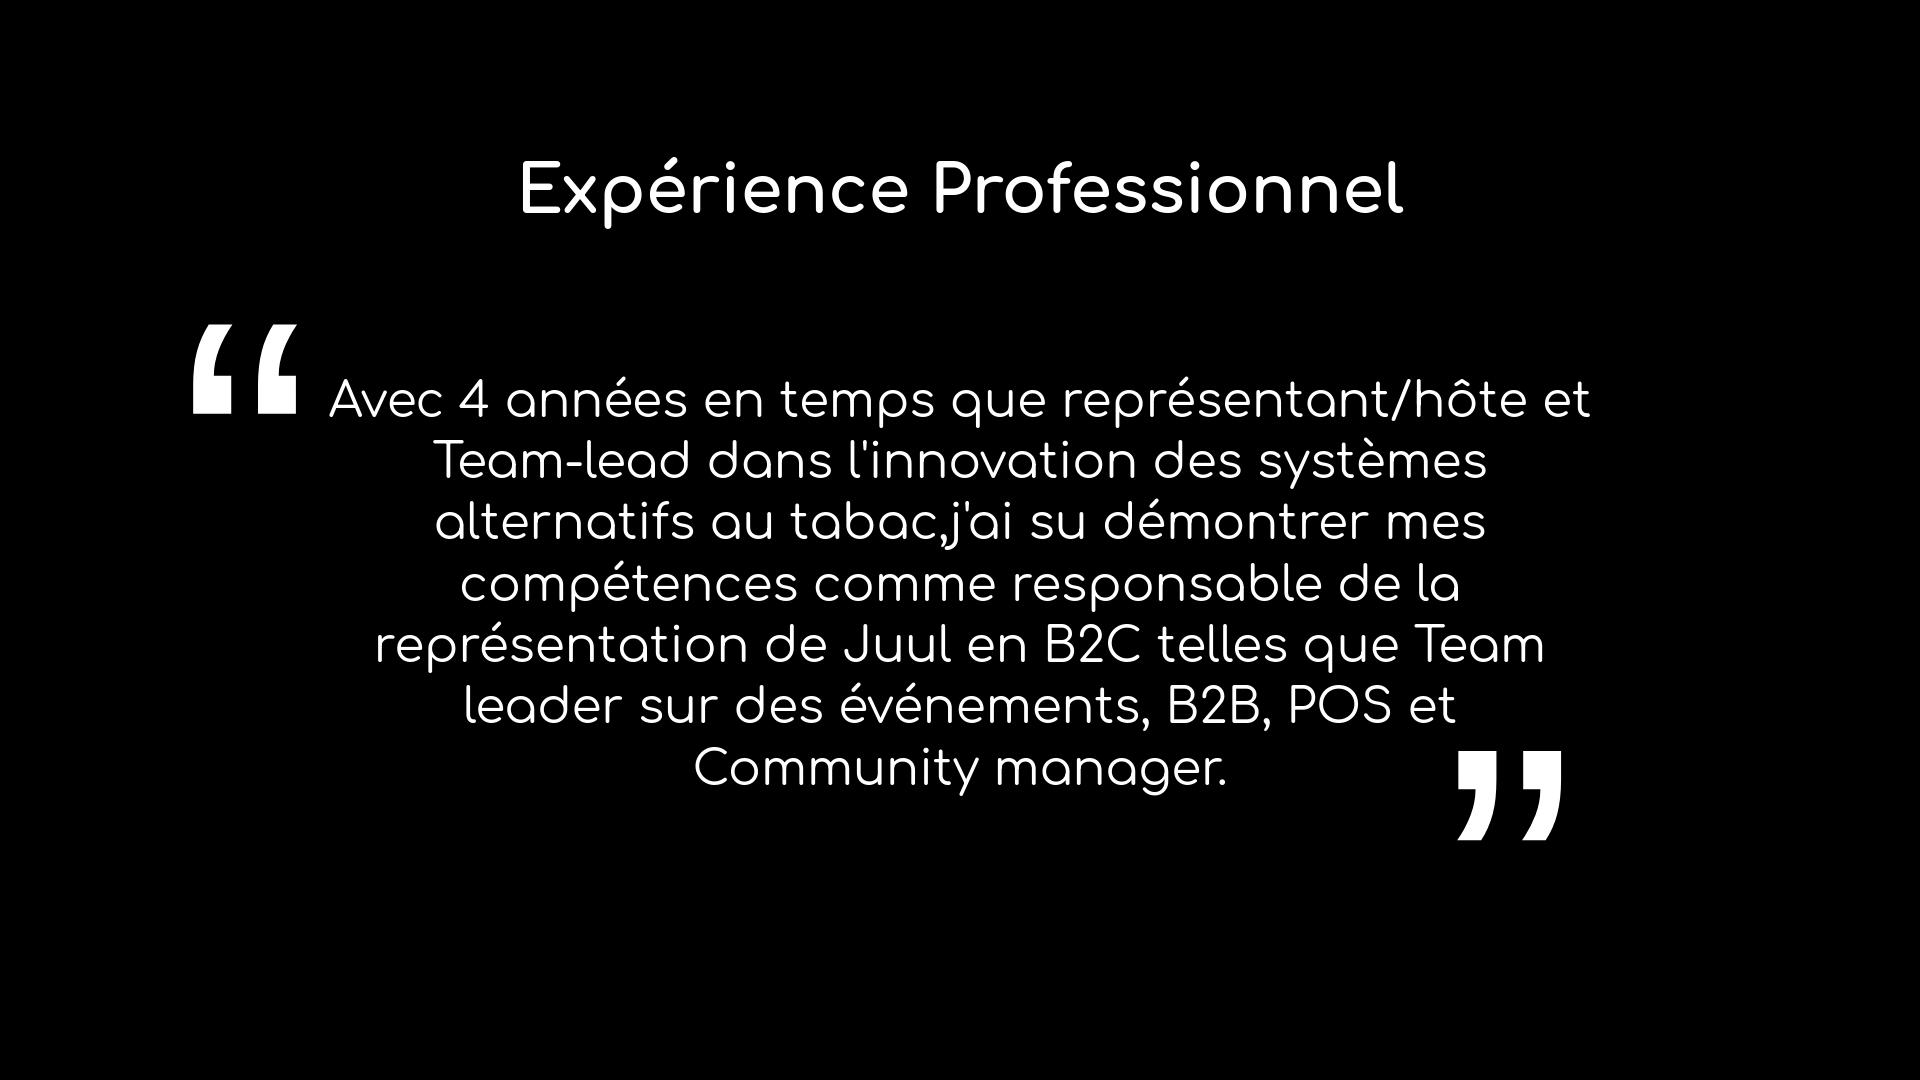 Expérience Professionnel
“ Avec 4 années en temps que représentant/hôte et
Team-lead dans l'innovation des systèmes
alternatifs au tabac,j'ai su démontrer mes
compétences comme responsable de la
représentation de Juul en B2C telles que Team
leader sur des événements, B2B, POS et
Community manager. ”